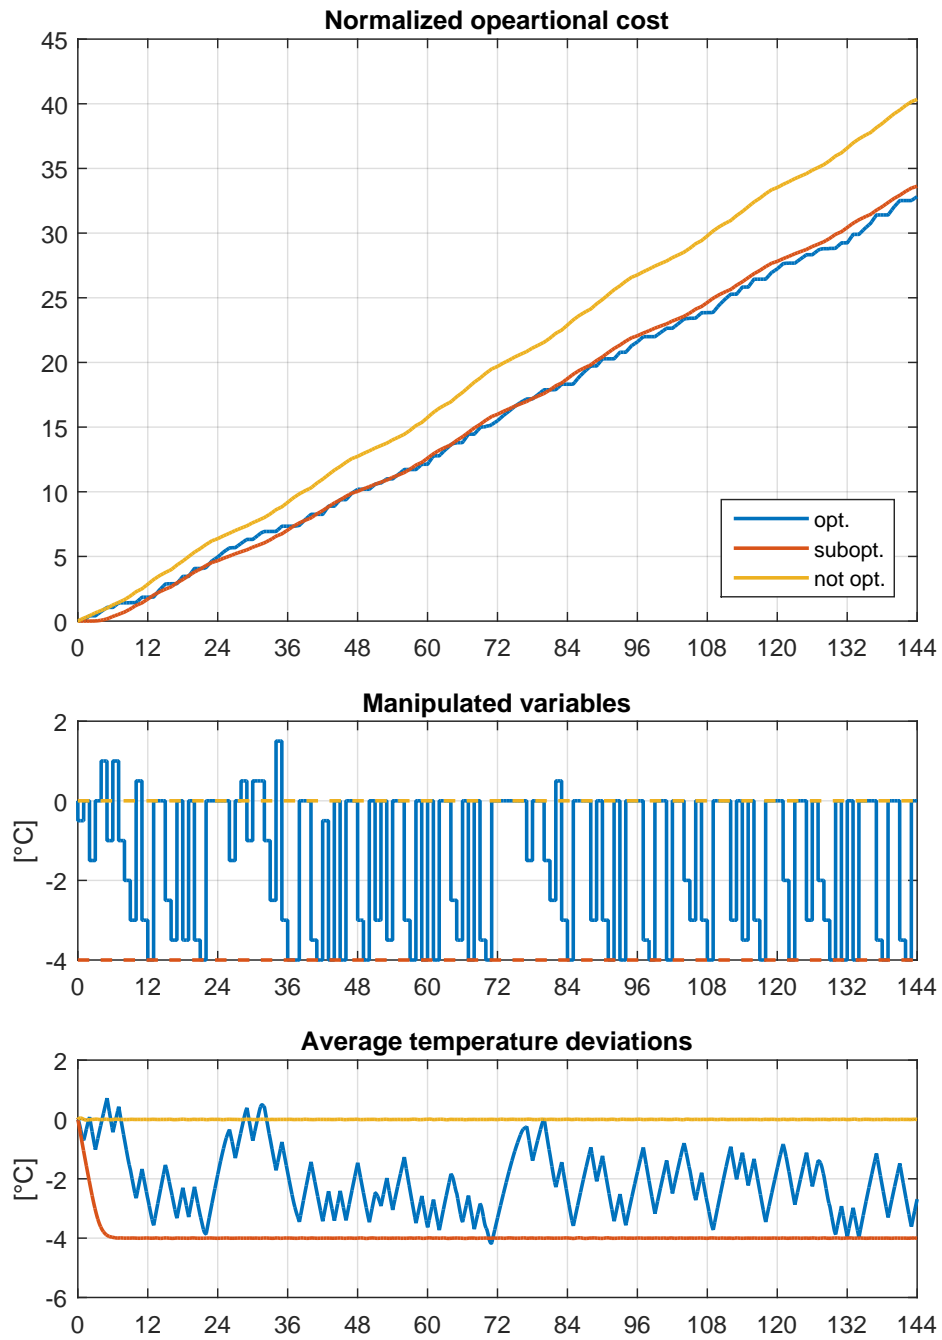 Normalized opeartional cost
45
40
35
30
25
20
15
10
5
0
opt.
subopt.
not opt.
0 12 24 36 48 60 72 84 96 108 120 132 144
Manipulated variables
2
0
-2
-4
[°C]
0 12 24 36 48 60 72 84 96 108 120 132 144
Average temperature deviations
2
0
-2
-4
-6
[°C]
0 12 24 36 48 60 72 84 96 108 120 132 144